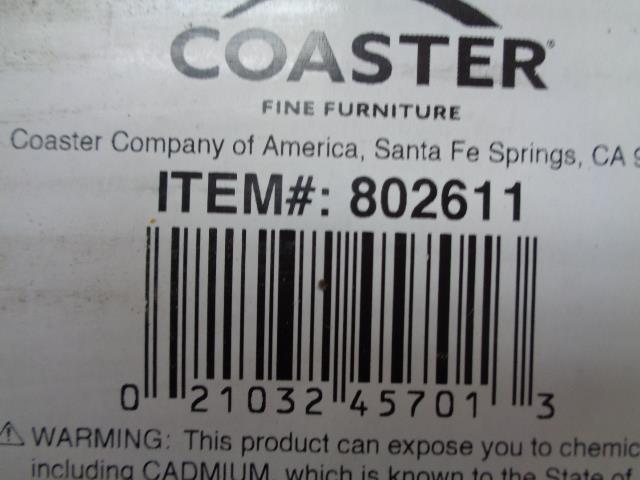 COASTER®
FINE FURNITURE
Coaster Company of America, Santa Fe Springs, CA 9
ITEM#: 802611
0 21032 45701 3
⚠ WARNING: This product can expose you to chemic
including CADMIUM, which is known to the State of